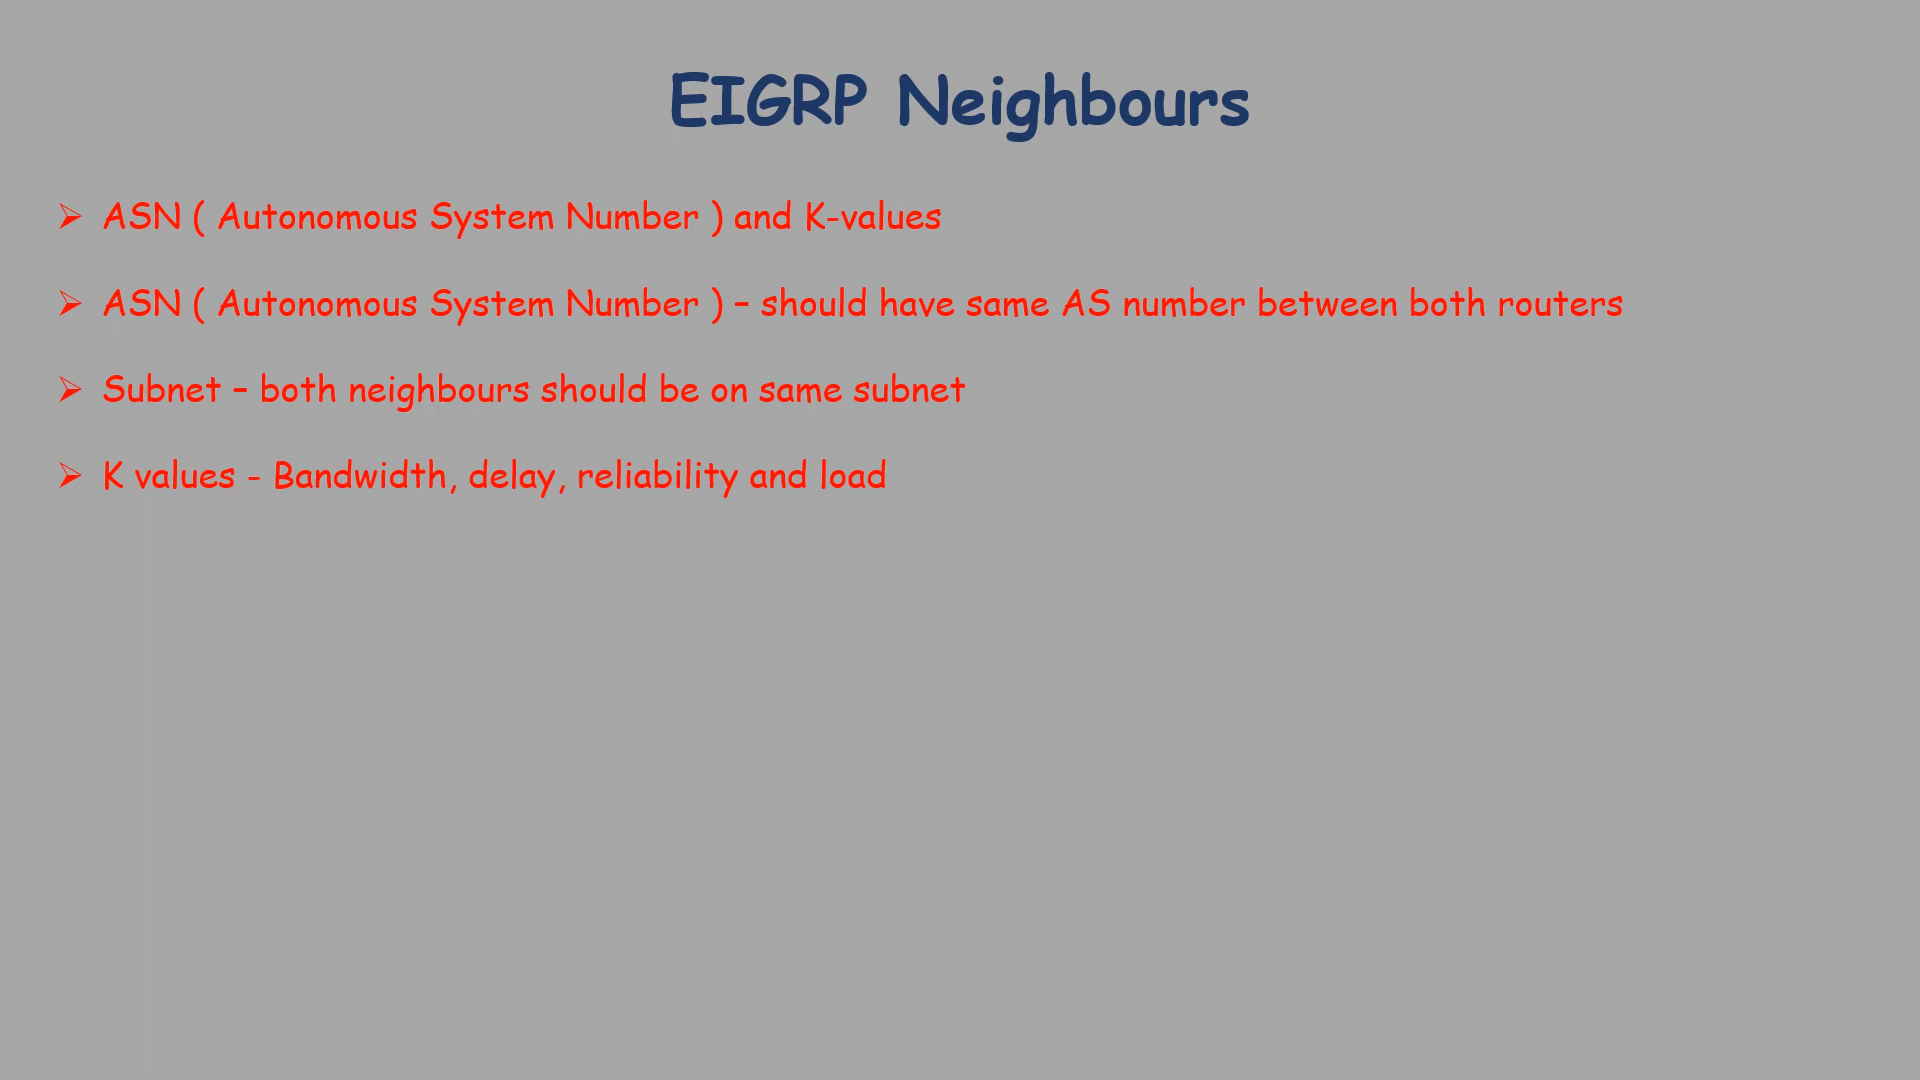 EIGRP Neighbours
➢ ASN ( Autonomous System Number ) and K-values
➢ ASN ( Autonomous System Number ) – should have same AS number between both routers
➢ Subnet – both neighbours should be on same subnet
➢ K values - Bandwidth, delay, reliability and load